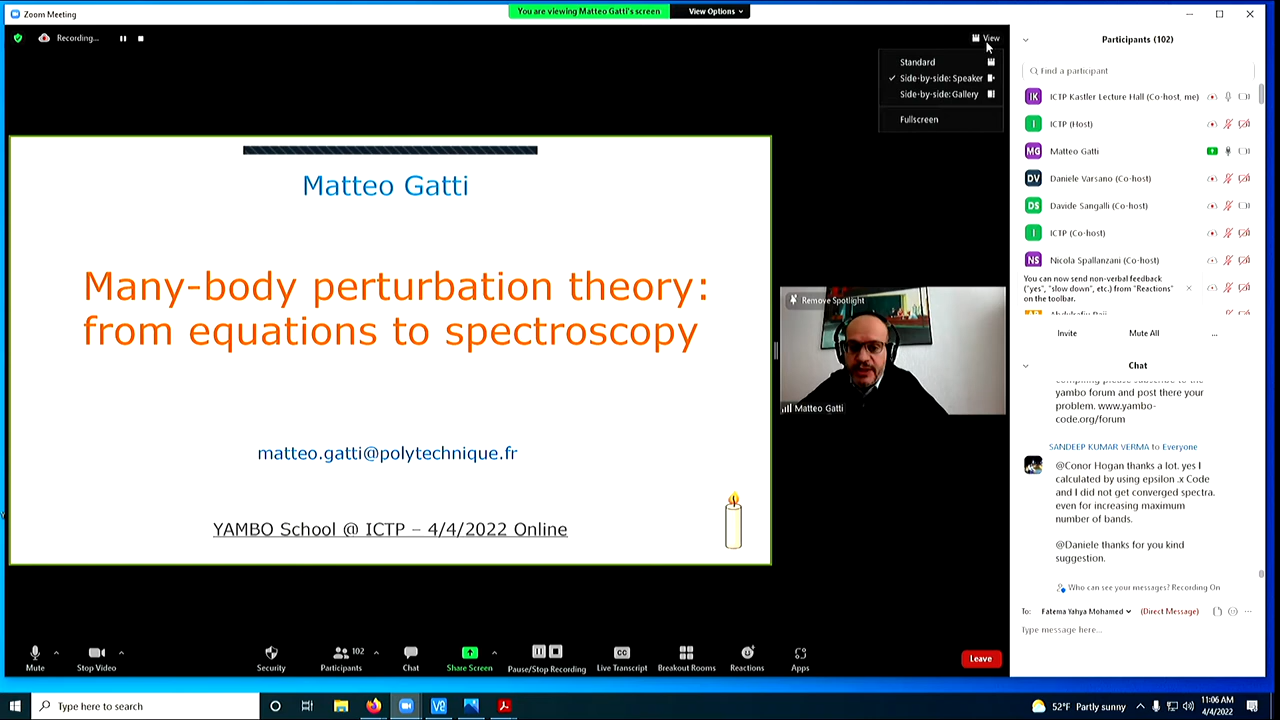 Zoom Meeting
You are viewing Matteo Gatti's screen
View Options
Recording...
View
Standard
Side-by-side: Speaker
Side-by-side: Gallery
Fullscreen
Matteo Gatti
Many-body perturbation theory:
from equations to spectroscopy
matteo.gatti@polytechnique.fr
YAMBO School @ ICTP – 4/4/2022 Online
Remove Spotlight
Matteo Gatti
Participants (102)
Find a participant
IK ICTP Kastler Lecture Hall (Co-host, me)
I ICTP (Host)
MG Matteo Gatti
DV Daniele Varsano (Co-host)
DS Davide Sangalli (Co-host)
I ICTP (Co-host)
NS Nicola Spallanzani (Co-host)
You can now send non-verbal feedback
("yes", "slow down", etc.) from "Reactions"
on the toolbar.
Invite
Mute All
...
Chat
yambo forum and post there your
problem. www.yambo-
code.org/forum
SANDEEP KUMAR VERMA to Everyone
@Conor Hogan thanks a lot. yes I
calculated by using epsilon .x Code
and I did not get converged spectra.
even for increasing maximum
number of bands.
@Daniele thanks for you kind
suggestion.
Who can see your messages? Recording On
To: Fatema Yahya Mohamed (Direct Message)
Type message here...
Mute
Stop Video
Security
102
Participants
Chat
Share Screen
Pause/Stop Recording
CC
Live Transcript
Breakout Rooms
Reactions
Apps
Leave
Type here to search
52°F Partly sunny
11:06 AM
4/4/2022